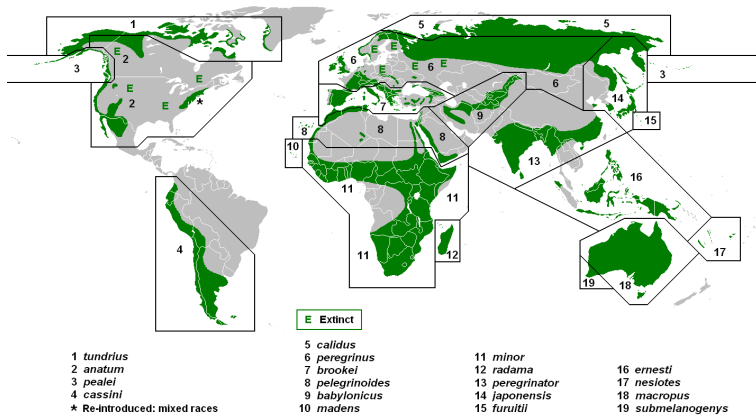 1
5
5
3
2
E
E
E
E
6
E
E
6
E
6
3
E
E
2
E
*
7
9
14
15
8
8
8
10
13
11
11
16
4
11
12
17
19
18
E Extinct
1 tundrius
2 anatum
3 pealei
4 cassini
* Re-introduced: mixed races
5 calidus
6 peregrinus
7 brookei
8 pelegrinoides
9 babylonicus
10 madens
11 minor
12 radama
13 peregrinator
14 japonensis
15 furuitii
16 ernesti
17 nesiotes
18 macropus
18 submelanogenys